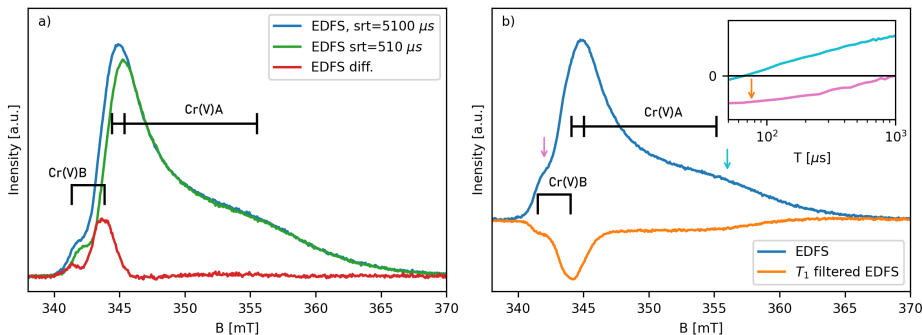 a)
EDFS, srt=5100 μs
EDFS srt=510 μs
EDFS diff.
Cr(V)A
Cr(V)B
Inensity [a.u.]
340 345 350 355 360 365 370
B [mT]
b)
0
10² 10³
T [μs]
Cr(V)A
Cr(V)B
EDFS
T₁ filtered EDFS
Inensity [a.u.]
340 345 350 355 360 365 370
B [mT]